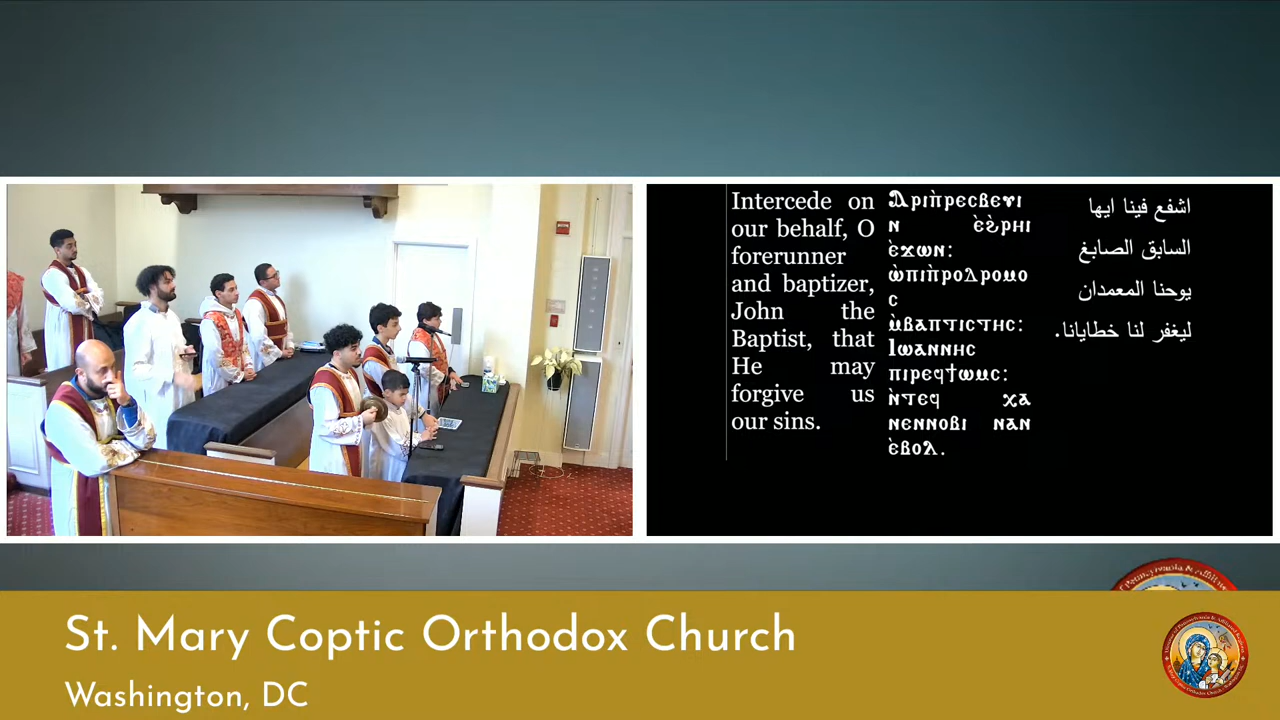 Intercede on
our behalf, O
forerunner
and baptizer,
John the
Baptist, that
He may
forgive us
our sins.
Ⲁⲣⲓⲡ̀ⲣⲉⲥⲃⲉⲩⲓ
ⲛ ⲉ̀ϩ̀ⲣⲏⲓ
ⲉ̀ϫⲱⲛ:
ⲱ̀ⲡⲓⲡ̀ⲣⲟⲇⲣⲟⲙⲟ
ⲥ
ⲙ̀ⲃⲁⲡⲧⲓⲥⲧⲏⲥ:
Ⲓⲱⲁⲛⲛⲏⲥ
ⲡⲓⲣⲉϥϯⲱⲙⲥ:
ⲛ̀ⲧⲉϥ ⲭⲁ
ⲛⲉⲛⲛⲟⲃⲓ ⲛⲁⲛ
ⲉ̀ⲃⲟⲗ.
اشفع فينا ايها
السابق الصابغ
يوحنا المعمدان
ليغفر لنا خطايانا.
St. Mary Coptic Orthodox Church
Washington, DC